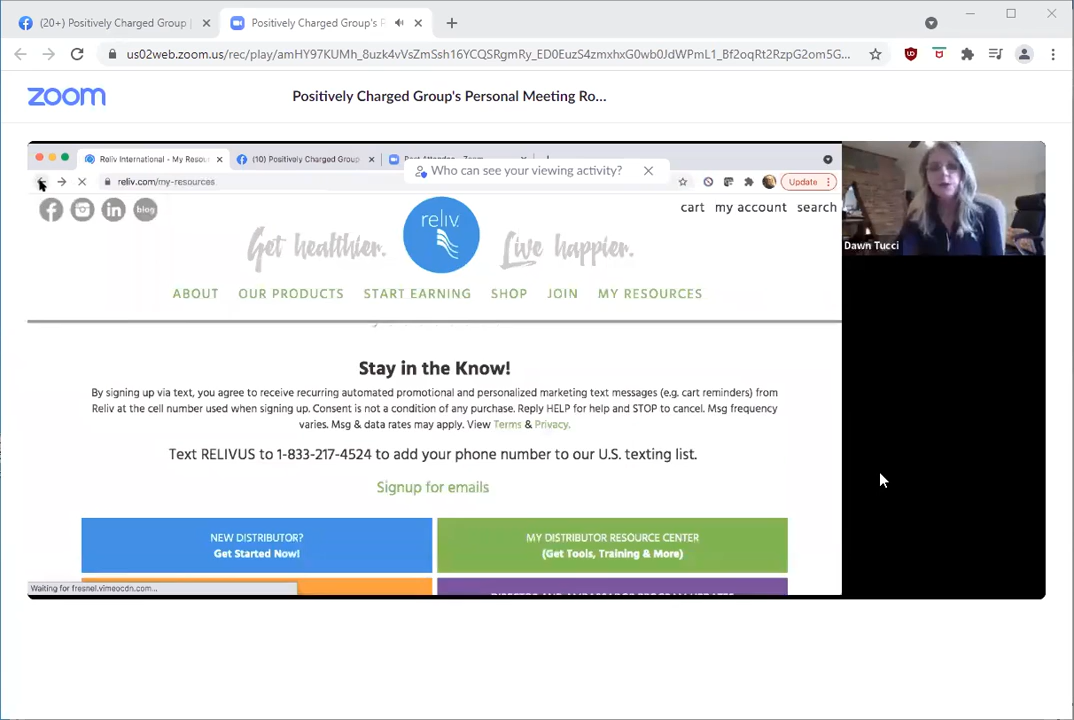 (20+) Positively Charged Group |
Positively Charged Group's P
us02web.zoom.us/rec/play/amHY97KUMh_8uzk4vVsZmSsh16YCQSRgmRy_ED0EuzS4zmxhxG0wb0JdWPmL1_Bf2oqRt2RzpG2om5G...
zoom
Positively Charged Group's Personal Meeting Ro...
Reliv International - My Resou
(10) Positively Charged Group
Who can see your viewing activity?
reliv.com/my-resources
Update
blog
reliv
cart my account search
Get healthier. Live happier.
ABOUT OUR PRODUCTS START EARNING SHOP JOIN MY RESOURCES
Dawn Tucci
Stay in the Know!
By signing up via text, you agree to receive recurring automated promotional and personalized marketing text messages (e.g. cart reminders) from
Reliv at the cell number used when signing up. Consent is not a condition of any purchase. Reply HELP for help and STOP to cancel. Msg frequency
varies. Msg & data rates may apply. View Terms & Privacy.
Text RELIVUS to 1-833-217-4524 to add your phone number to our U.S. texting list.
Signup for emails
NEW DISTRIBUTOR?
Get Started Now!
MY DISTRIBUTOR RESOURCE CENTER
(Get Tools, Training & More)
Waiting for fresnel.vimeocdn.com...